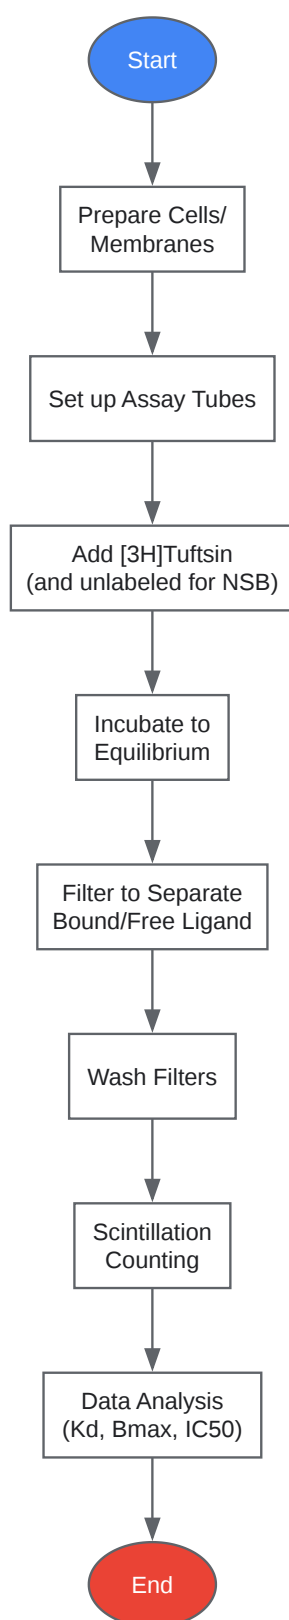 Start
Prepare Cells/
Membranes
Set up Assay Tubes
Add [3H]Tuftsin
(and unlabeled for NSB)
Incubate to
Equilibrium
Filter to Separate
Bound/Free Ligand
Wash Filters
Scintillation
Counting
Data Analysis
(Kd, Bmax, IC50)
End